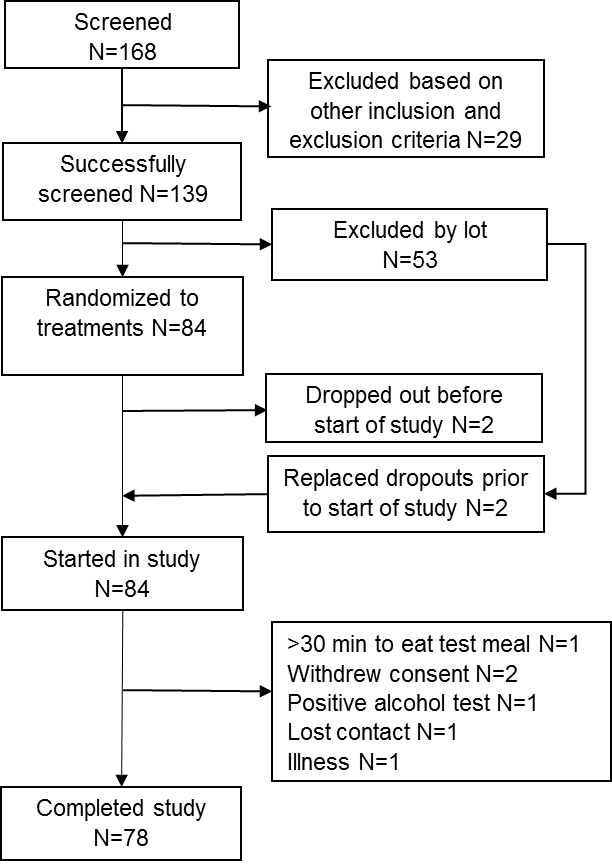 Screened
N=168
Excluded based on
other inclusion and
exclusion criteria N=29
Successfully
screened N=139
Excluded by lot
N=53
Randomized to
treatments N=84
Dropped out before
start of study N=2
Replaced dropouts prior
to start of study N=2
Started in study
N=84
>30 min to eat test meal N=1
Withdrew consent N=2
Positive alcohol test N=1
Lost contact N=1
Illness N=1
Completed study
N=78